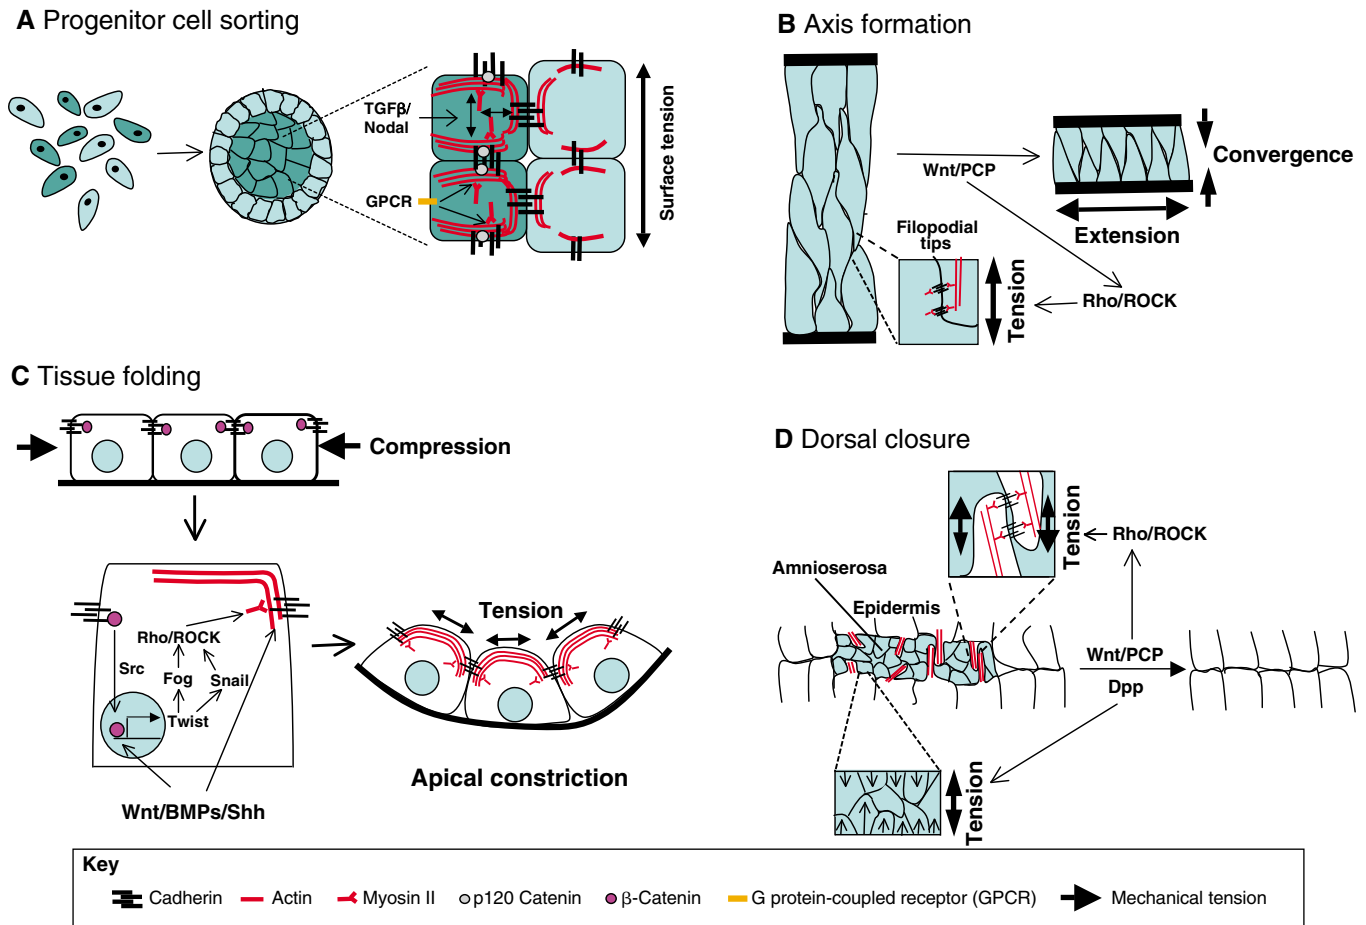 A Progenitor cell sorting
TGFβ/
Nodal
GPCR
Surface tension
B Axis formation
Wnt/PCP
Convergence
Extension
Filopodial
tips
Tension
Rho/ROCK
C Tissue folding
Compression
Rho/ROCK
Src
Fog
Snail
Twist
Wnt/BMPs/Shh
Tension
Apical constriction
D Dorsal closure
Tension
Rho/ROCK
Amnioserosa
Epidermis
Wnt/PCP
Dpp
Tension
Key
Cadherin
Actin
Myosin II
p120 Catenin
β-Catenin
G protein-coupled receptor (GPCR)
Mechanical tension